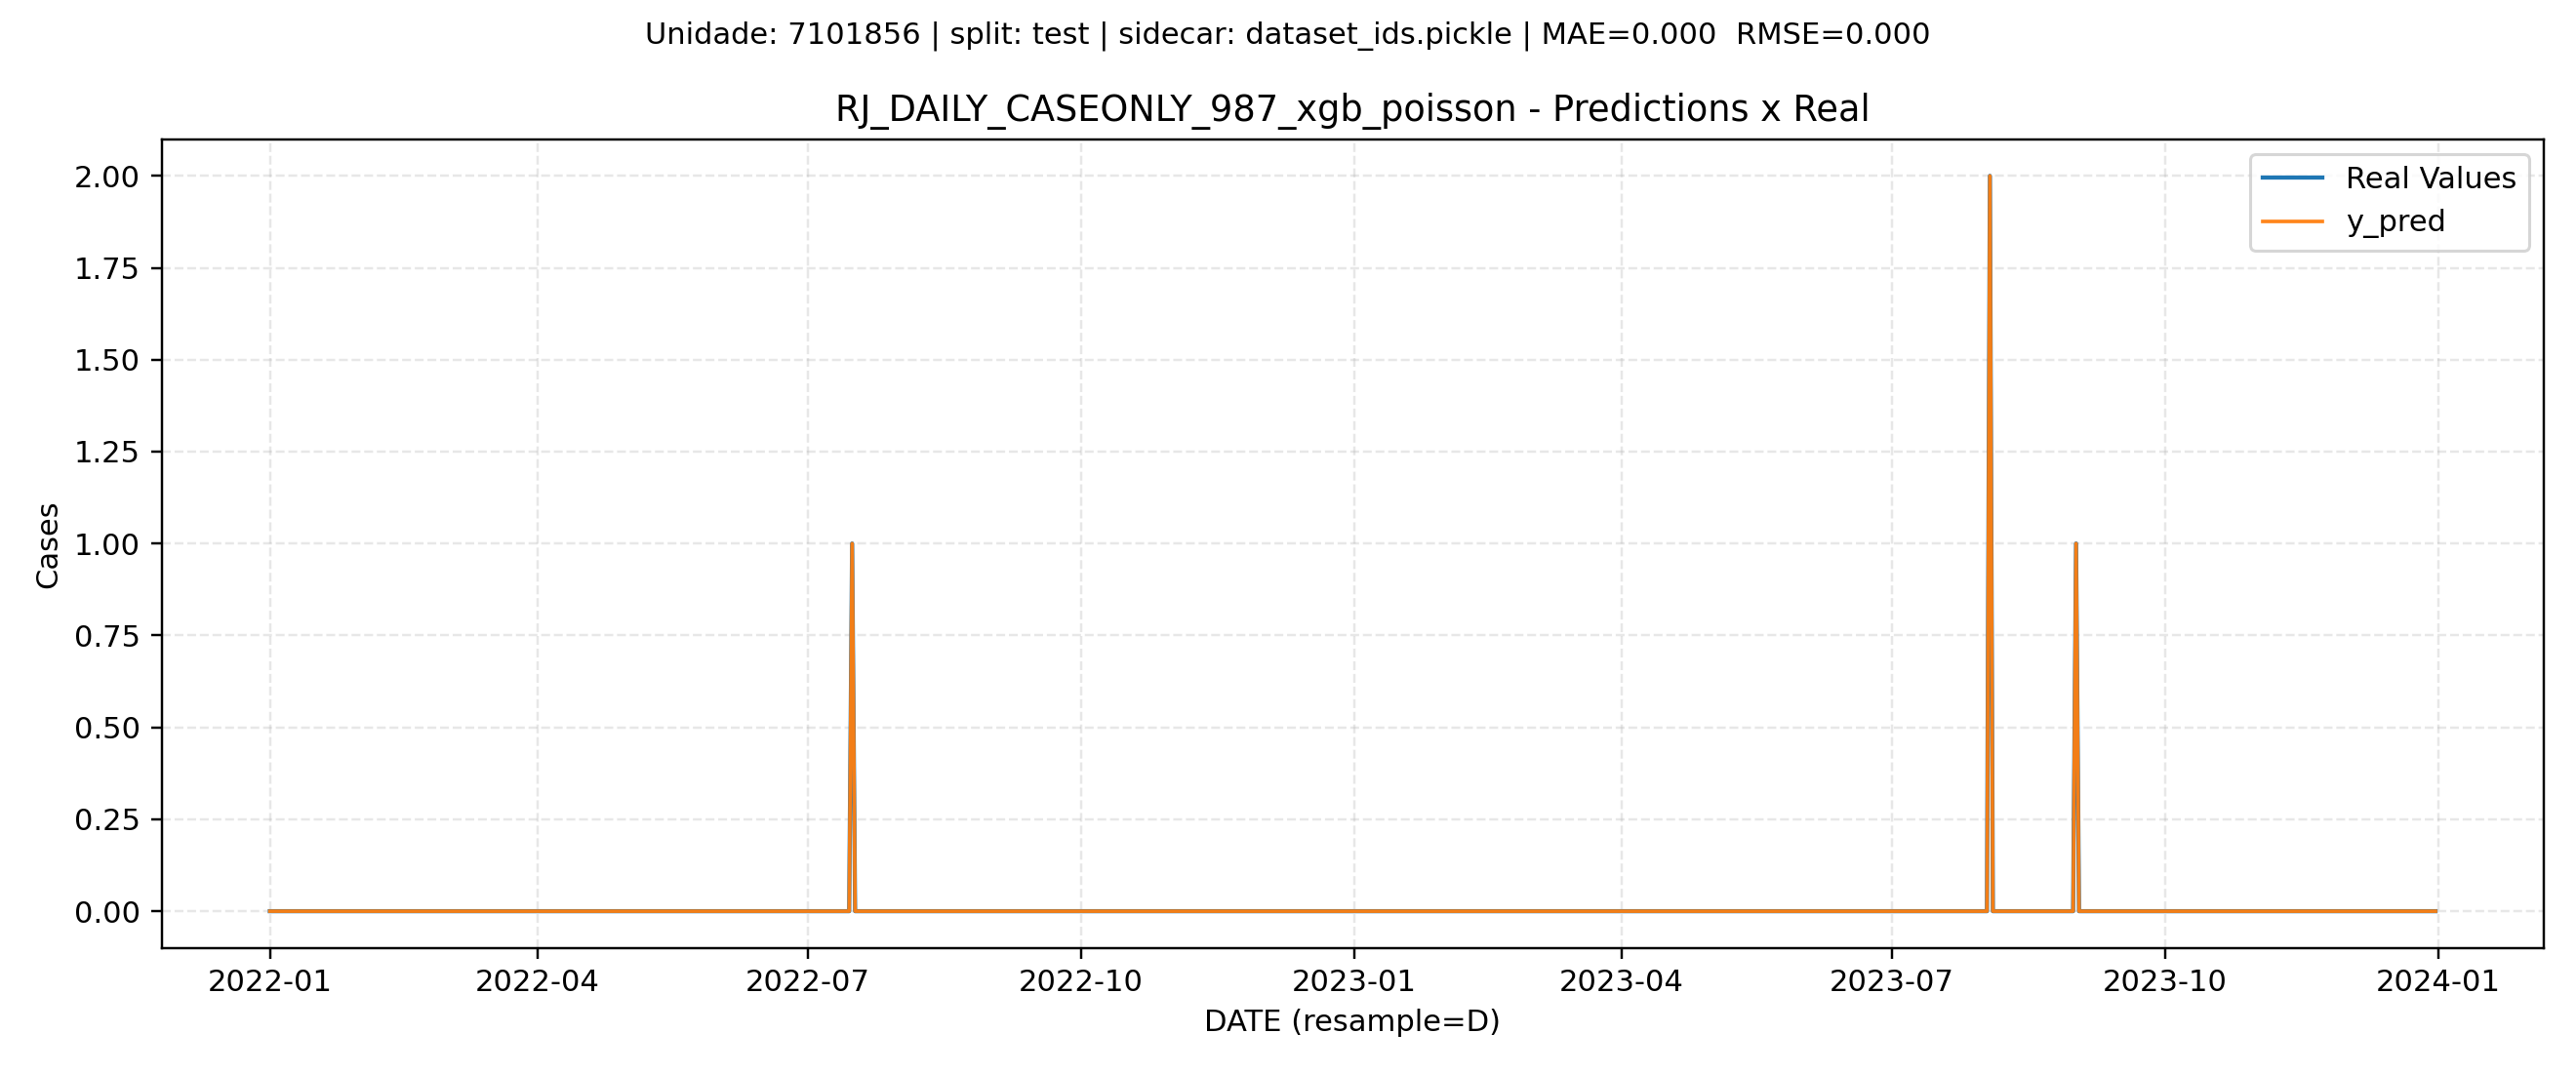 Unidade: 7101856 | split: test | sidecar: dataset_ids.pickle | MAE=0.000  RMSE=0.000
RJ_DAILY_CASEONLY_987_xgb_poisson - Predictions x Real
Real Values
y_pred
2.00
1.75
1.50
1.25
1.00
0.75
0.50
0.25
0.00
Cases
2022-01 2022-04 2022-07 2022-10 2023-01 2023-04 2023-07 2023-10 2024-01
DATE (resample=D)